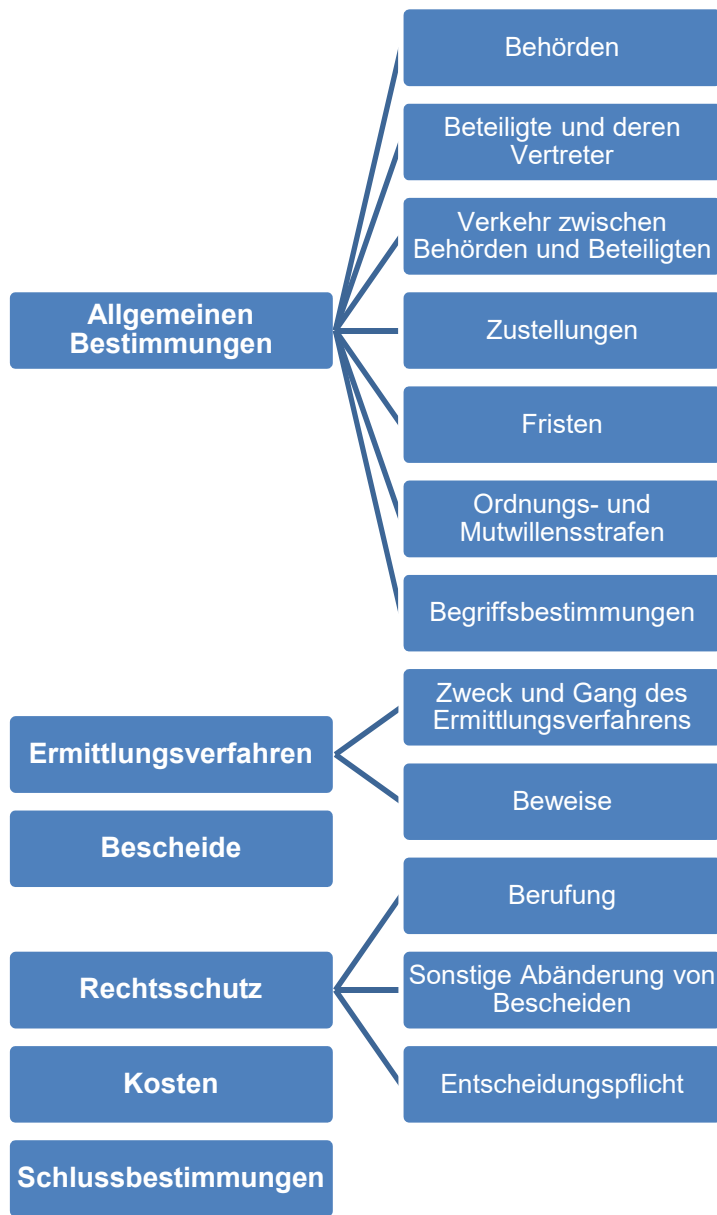 Allgemeinen
Bestimmungen
Behörden
Beteiligte und deren
Vertreter
Verkehr zwischen
Behörden und Beteiligten
Zustellungen
Fristen
Ordnungs- und
Mutwillensstrafen
Begriffsbestimmungen
Ermittlungsverfahren
Zweck und Gang des
Ermittlungsverfahrens
Beweise
Bescheide
Rechtsschutz
Berufung
Sonstige Abänderung von
Bescheiden
Entscheidungspflicht
Kosten
Schlussbestimmungen